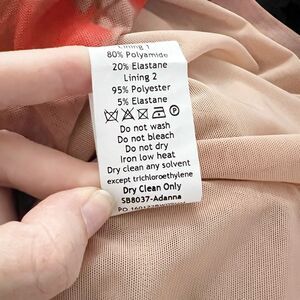 Lining 1
80% Polyamide
20% Elastane
Lining 2
95% Polyester
5% Elastane
Do not wash
Do not bleach
Do not dry
Iron low heat
Dry clean any solvent
except trichloroethylene
Dry Clean Only
SB8037-Adanna
PO